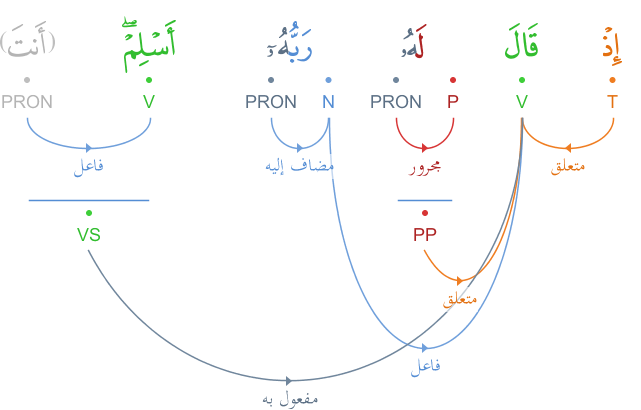 إِذْ قَالَ لَهُۥ رَبُّهُۥٓ أَسْلِمْ ۖ (أَنتَ)
T V P PRON N PRON V PRON
متعلق مجرور مضاف إليه فاعل
PP VS
متعلق
فاعل
مفعول به